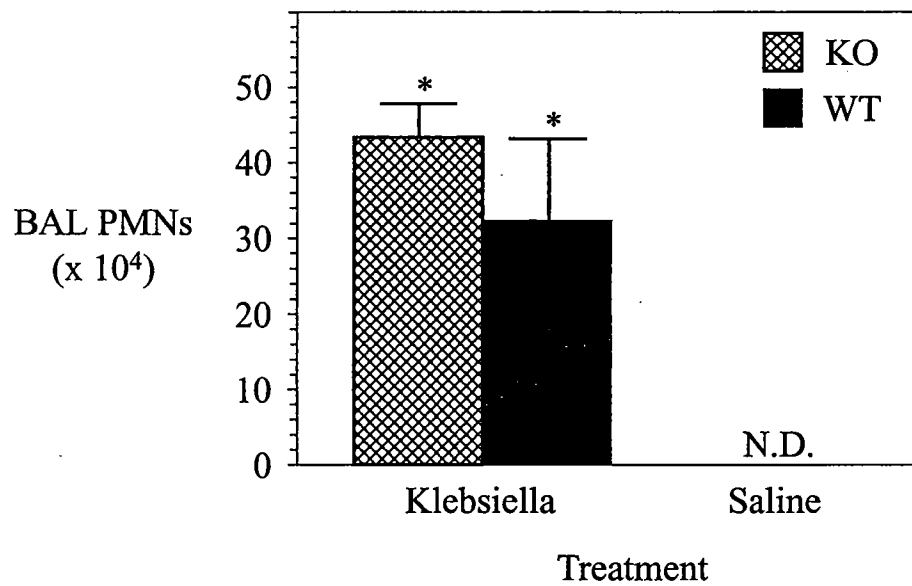 KO
WT
50
40
30
20
10
0
BAL PMNs
(x 10⁴)
*
*
N.D.
Klebsiella
Saline
Treatment